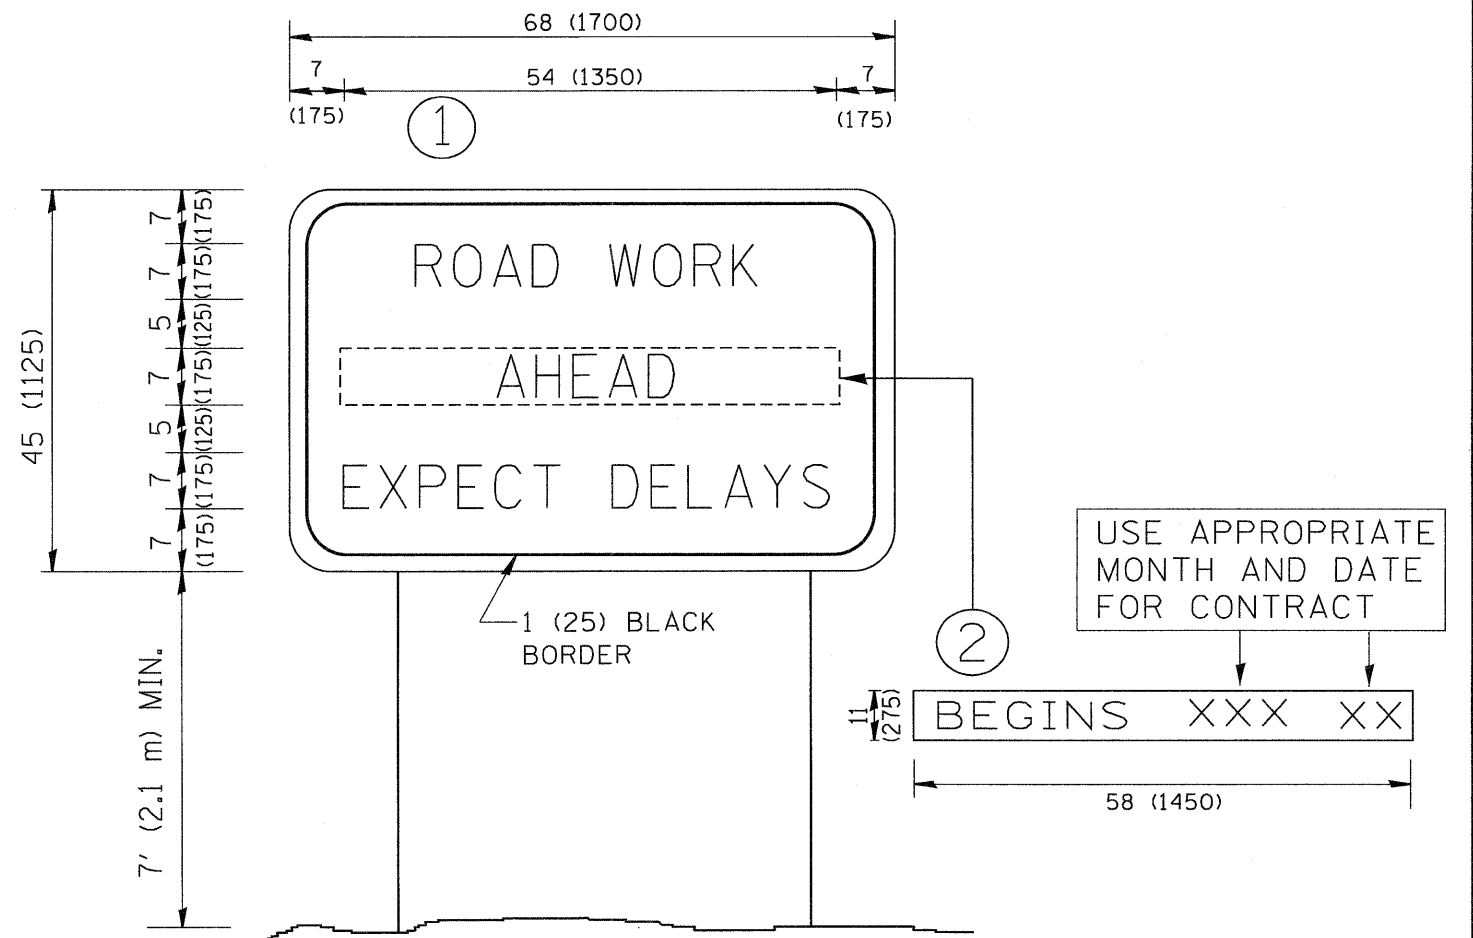 68 (1700)
7
54 (1350)
7
(175)
(175)
1
45 (1125)
7 (175)
7 (175)
5 (125)
7 (175)
5 (125)
7 (175)
7 (175)
ROAD WORK
AHEAD
EXPECT DELAYS
1 (25) BLACK
BORDER
7' (2.1 m) MIN.
2
USE APPROPRIATE
MONTH AND DATE
FOR CONTRACT
11
(275)
BEGINS XXX XX
58 (1450)